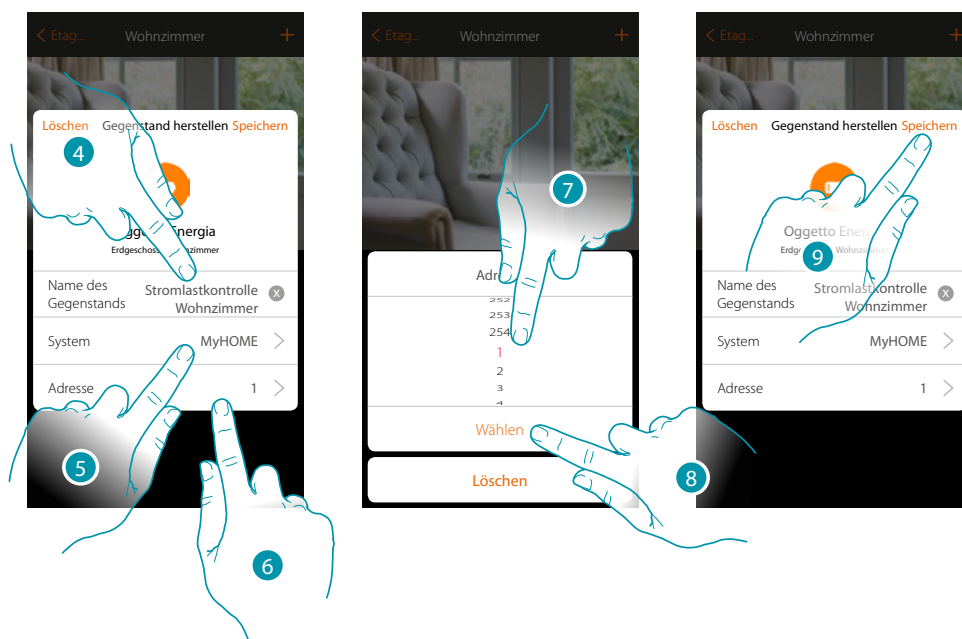 < Etag... Wohnzimmer +
Löschen Gegenstand herstellen Speichern
4
Energia
Erdgeschoss
Name des Gegenstands
Stromlastkontrolle
Wohnzimmer
x
System MyHOME >
Adresse 1 >
5
6
< Etag... Wohnzimmer +
7
252
253
254
1
2
3
4
Wählen
Löschen
8
< Etag... Wohnzimmer +
Löschen Gegenstand herstellen Speichern
Oggetto
9
Name des Gegenstands
Stromlastkontrolle
Wohnzimmer
x
System MyHOME >
Adresse 1 >